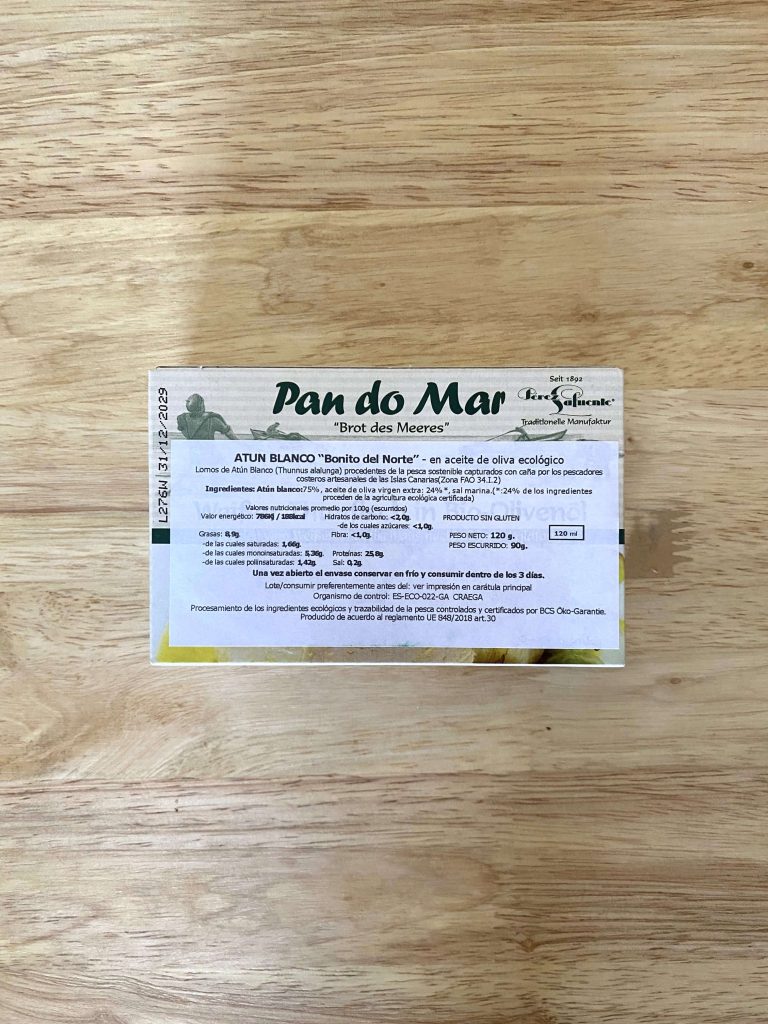 L276W 31/12/2029
Pan do Mar
"Brot des Meeres"
Seit 1892
Traditionelle Manufaktur
ATUN BLANCO "Bonito del Norte" - en aceite de oliva ecológico
Lomos de Atún Blanco (Thunnus alalunga) procedentes de la pesca sostenible capturados con caña por los pescadores
costeros artesanales de las Islas Canarias(Zona FAO 34.I.2)
Ingredientes: Atún blanco:75%, aceite de oliva virgen extra: 24%*, sal marina.(*:24% de los ingredientes
proceden de la agricultura ecológica certificada)
Valores nutricionales promedio por 100g (escurridos)
Valor energético: 786kj / 188kcal Hidratos de carbono: <2,0g. PRODUCTO SIN GLUTEN
-de los cuales azúcares: <1,0g.
Grasas: 8,9g. Fibra: <1,0g. PESO NETO: 120 g. 120 ml
-de las cuales saturadas: 1,66g. PESO ESCURRIDO: 90g.
-de las cuales monoinsaturadas: 5,36g. Proteínas: 25,8g.
-de las cuales poliinsaturadas: 1,42g. Sal: 0,2g.
Una vez abierto el envase conservar en frío y consumir dentro de los 3 días.
Lote/consumir preferentemente antes del: ver impresión en carátula principal
Organismo de control: ES-ECO-022-GA CRAEGA
Procesamiento de los ingredientes ecológicos y trazabilidad de la pesca controlados y certificados por BCS Öko-Garantie.
Producido de acuerdo al reglamento UE 848/2018 art.30